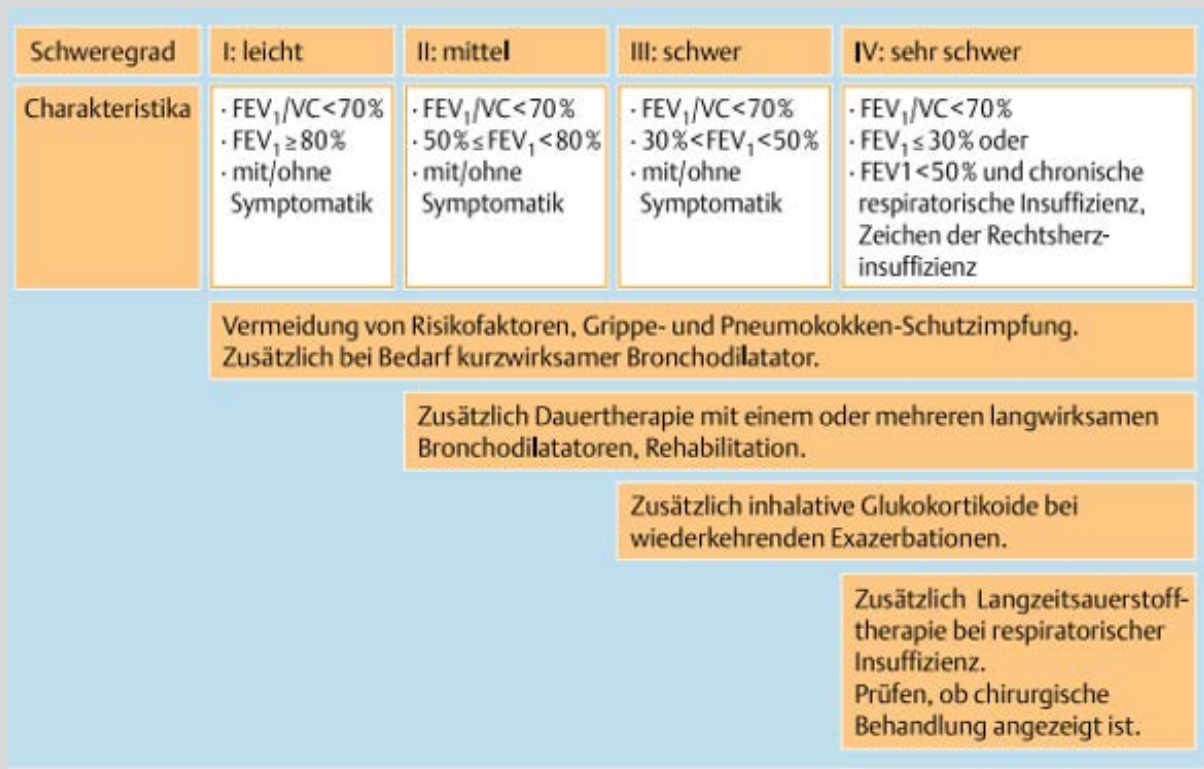 Schweregrad
I: leicht
II: mittel
III: schwer
IV: sehr schwer
Charakteristika
· FEV₁/VC<70%
· FEV₁≥80%
· mit/ohne
Symptomatik
· FEV₁/VC<70%
· 50%≤FEV₁<80%
· mit/ohne
Symptomatik
· FEV₁/VC<70%
· 30%<FEV₁<50%
· mit/ohne
Symptomatik
· FEV₁/VC<70%
· FEV₁≤30% oder
· FEV1<50% und chronische
respiratorische Insuffizienz,
Zeichen der Rechtsherz-
insuffizienz
Vermeidung von Risikofaktoren, Grippe- und Pneumokokken-Schutzimpfung.
Zusätzlich bei Bedarf kurzwirksamer Bronchodilatator.
Zusätzlich Dauertherapie mit einem oder mehreren langwirksamen
Bronchodilatatoren, Rehabilitation.
Zusätzlich inhalative Glukokortikoide bei
wiederkehrenden Exazerbationen.
Zusätzlich Langzeitsauerstoff-
therapie bei respiratorischer
Insuffizienz.
Prüfen, ob chirurgische
Behandlung angezeigt ist.